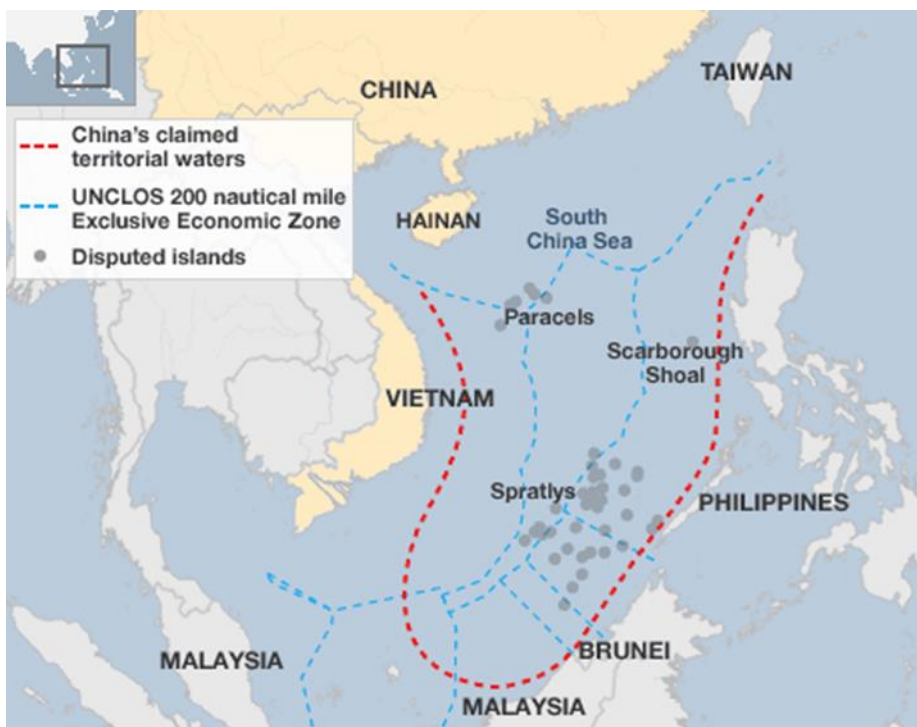 CHINA
TAIWAN
China's claimed
territorial waters
UNCLOS 200 nautical mile
Exclusive Economic Zone
Disputed islands
HAINAN
South
China Sea
Paracels
Scarborough
Shoal
VIETNAM
Spratlys
PHILIPPINES
BRUNEI
MALAYSIA
MALAYSIA